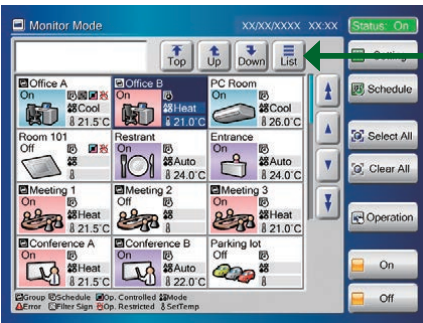 Monitor Mode XX/XX/XXXX XX:XX Status: On
Top Up Down List
Setting
Office A Office B PC Room
On On On
Cool Heat Cool
21.5°C 21.0°C 26.0°C
Schedule
Room 101 Restrant Entrance
Off On On
Auto Auto
24.0°C 24.0°C
Select All
Clear All
Meeting 1 Meeting 2 Meeting 3
On Off On
Heat Heat
21.5°C 21.0°C
Operation
Conference A Conference B Parking lot
On On Off
Heat Auto
21.5°C 22.0°C
On
Group Schedule Op. Controlled Mode
Error Filter Sign Op. Restricted SetTemp
Off